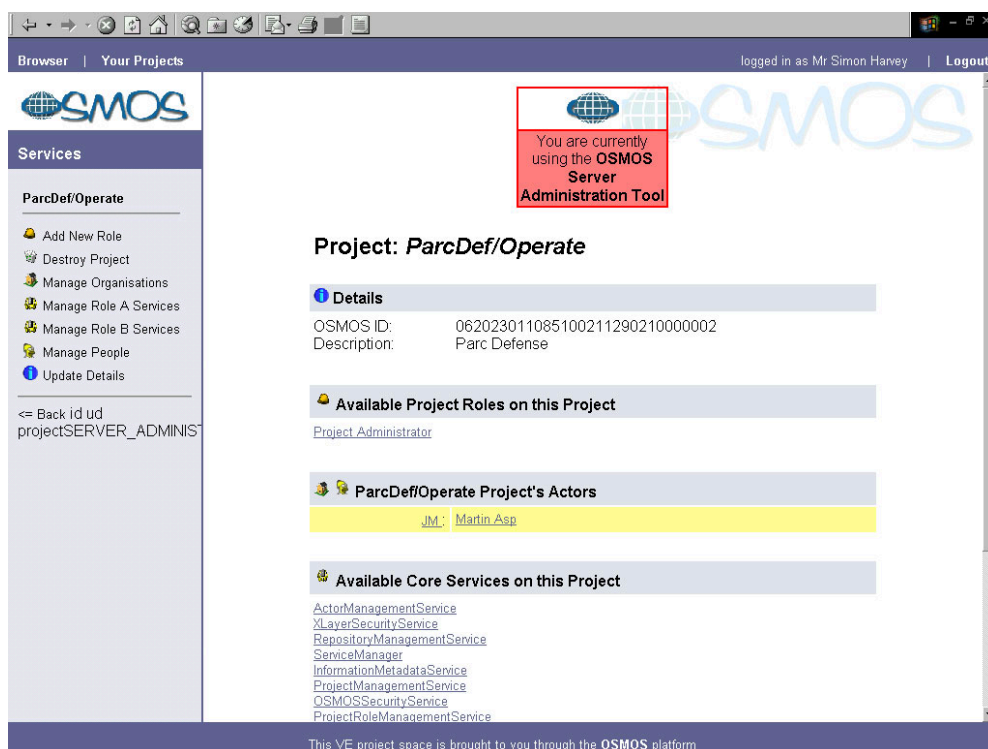 Browser | Your Projects
logged in as Mr Simon Harvey | Logout
OSMOS
OSMOS
You are currently
using the OSMOS
Server
Administration Tool
Services
ParcDef/Operate
Add New Role
Destroy Project
Manage Organisations
Manage Role A Services
Manage Role B Services
Manage People
Update Details
<= Back id ud
projectSERVER_ADMINIST
Project: ParcDef/Operate
Details
OSMOS ID: 06202301108510021129021000​0002
Description: Parc Defense
Available Project Roles on this Project
Project Administrator
ParcDef/Operate Project's Actors
JM : Martin Asp
Available Core Services on this Project
ActorManagementService
XLayerSecurityService
RepositoryManagementService
ServiceManager
InformationMetadataService
ProjectManagementService
OSMOSSecurityService
ProjectRoleManagementService
This VE project space is brought to you through the OSMOS platform